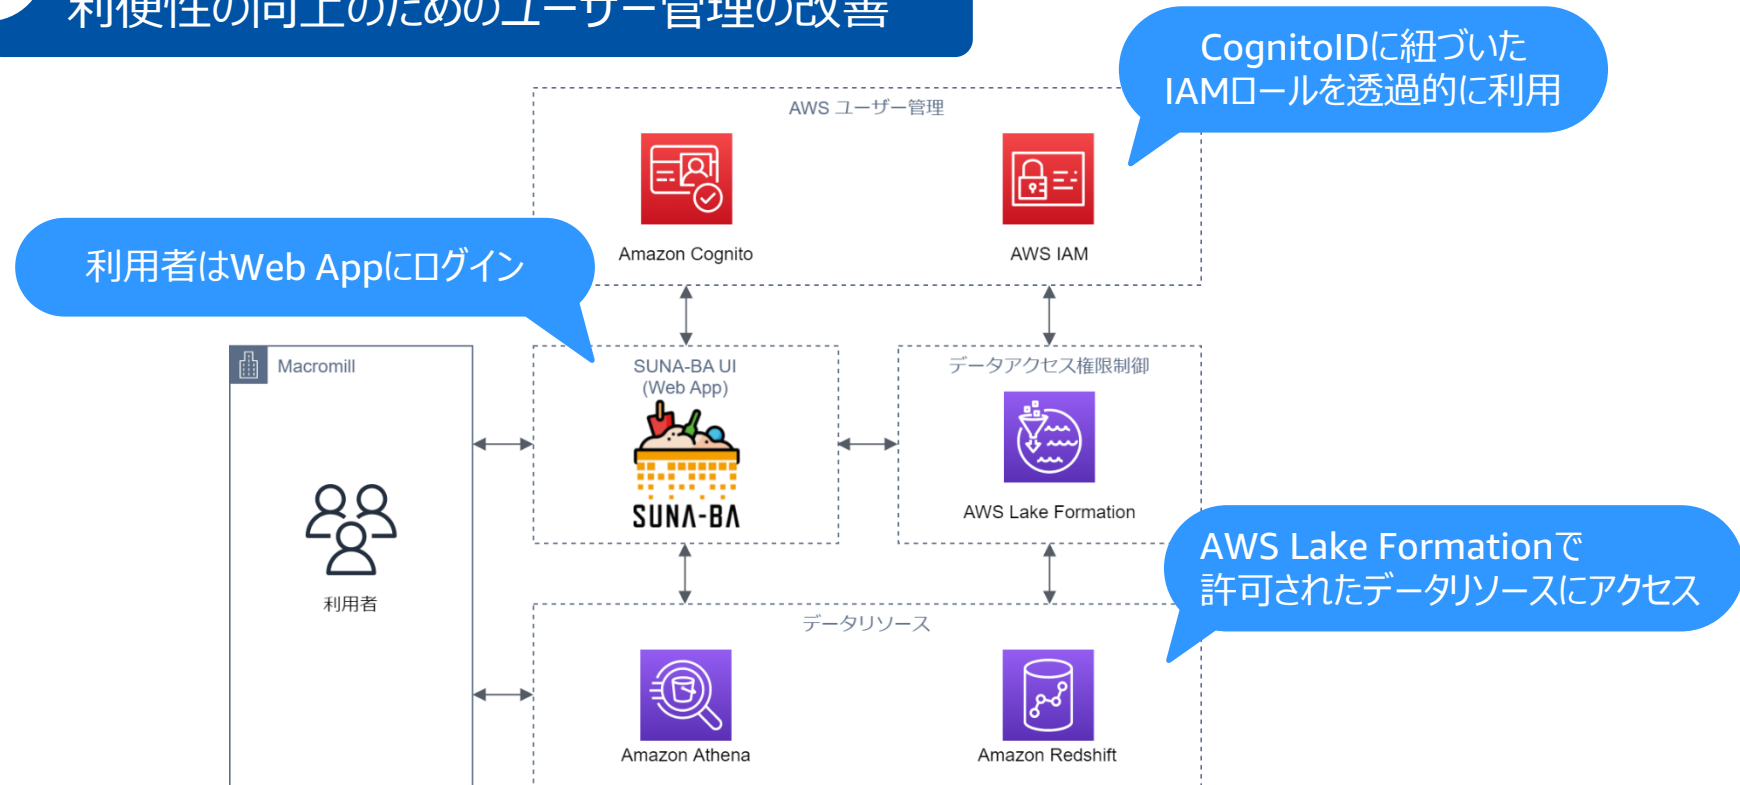 利便性の向上のためのユーザー管理の改善
CognitoIDに紐づいた
IAMロールを透過的に利用
AWS ユーザー管理
Amazon Cognito
AWS IAM
利用者はWeb Appにログイン
Macromill
利用者
SUNA-BA UI
(Web App)
SUNA-BA
データアクセス権限制御
AWS Lake Formation
AWS Lake Formationで
許可されたデータリソースにアクセス
データリソース
Amazon Athena
Amazon Redshift